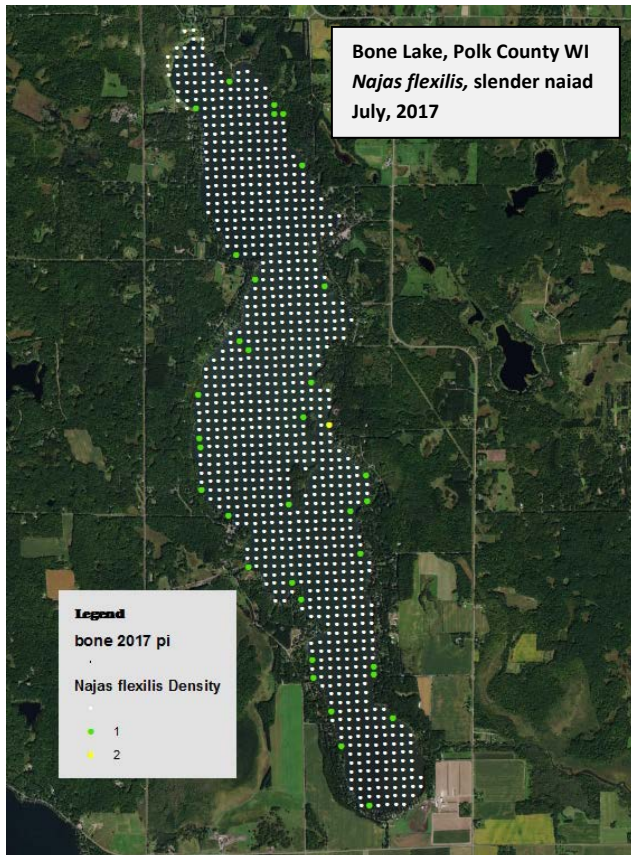 Bone Lake, Polk County WI
Najas flexilis, slender naiad
July, 2017
Legend
bone 2017 pi
Najas flexilis Density
1
2